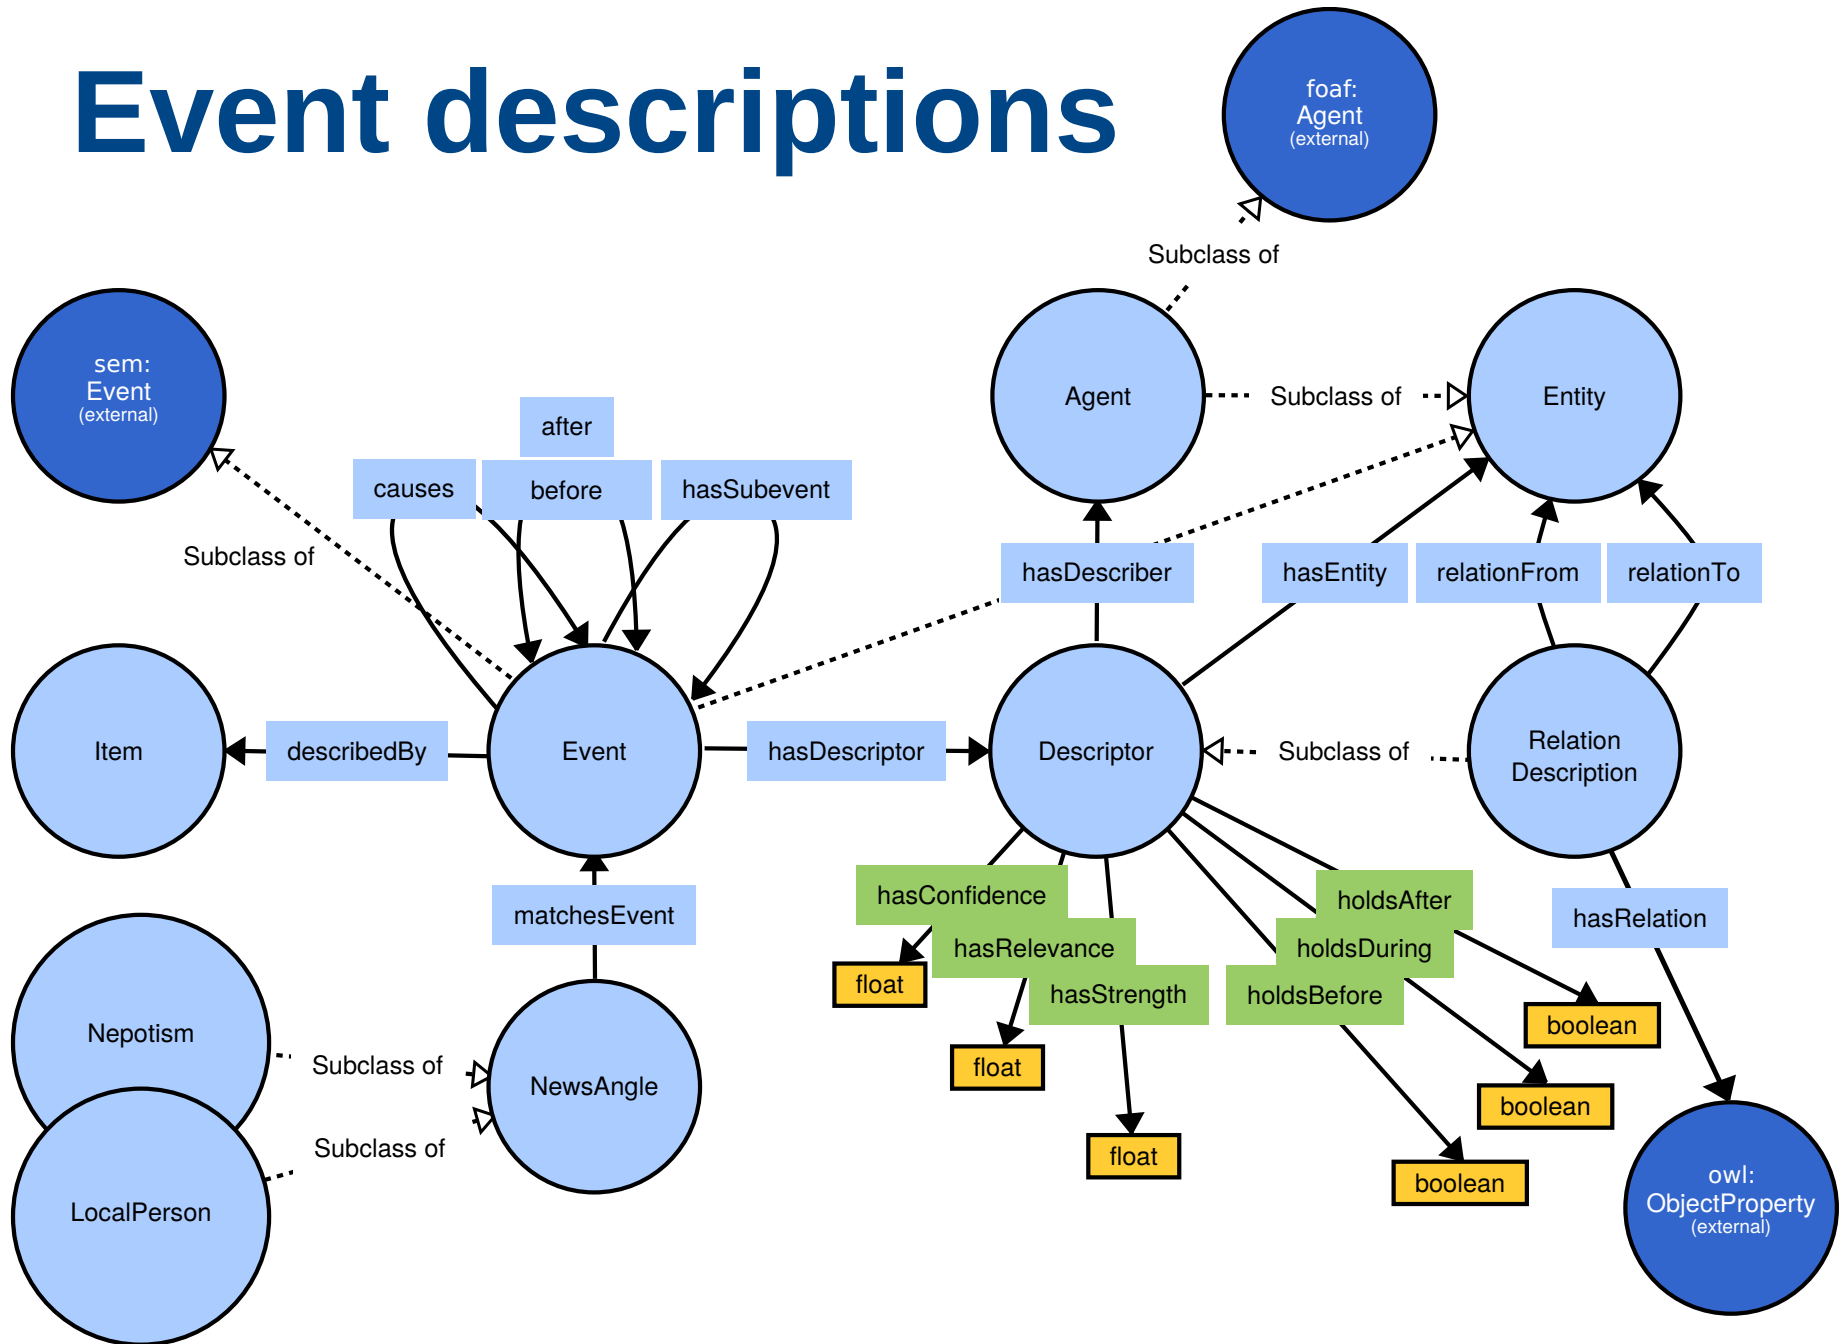 Event descriptions
foaf:
Agent
(external)
Subclass of
sem:
Event
(external)
Agent
Subclass of
Entity
after
causes
before
hasSubevent
Subclass of
hasDescriber
hasEntity
relationFrom
relationTo
Item
describedBy
Event
hasDescriptor
Descriptor
Subclass of
Relation
Description
hasConfidence
holdsAfter
matchesEvent
hasRelation
hasRelevance
holdsDuring
float
hasStrength
holdsBefore
boolean
Nepotism
Subclass of
float
NewsAngle
boolean
Subclass of
float
boolean
LocalPerson
owl:
ObjectProperty
(external)